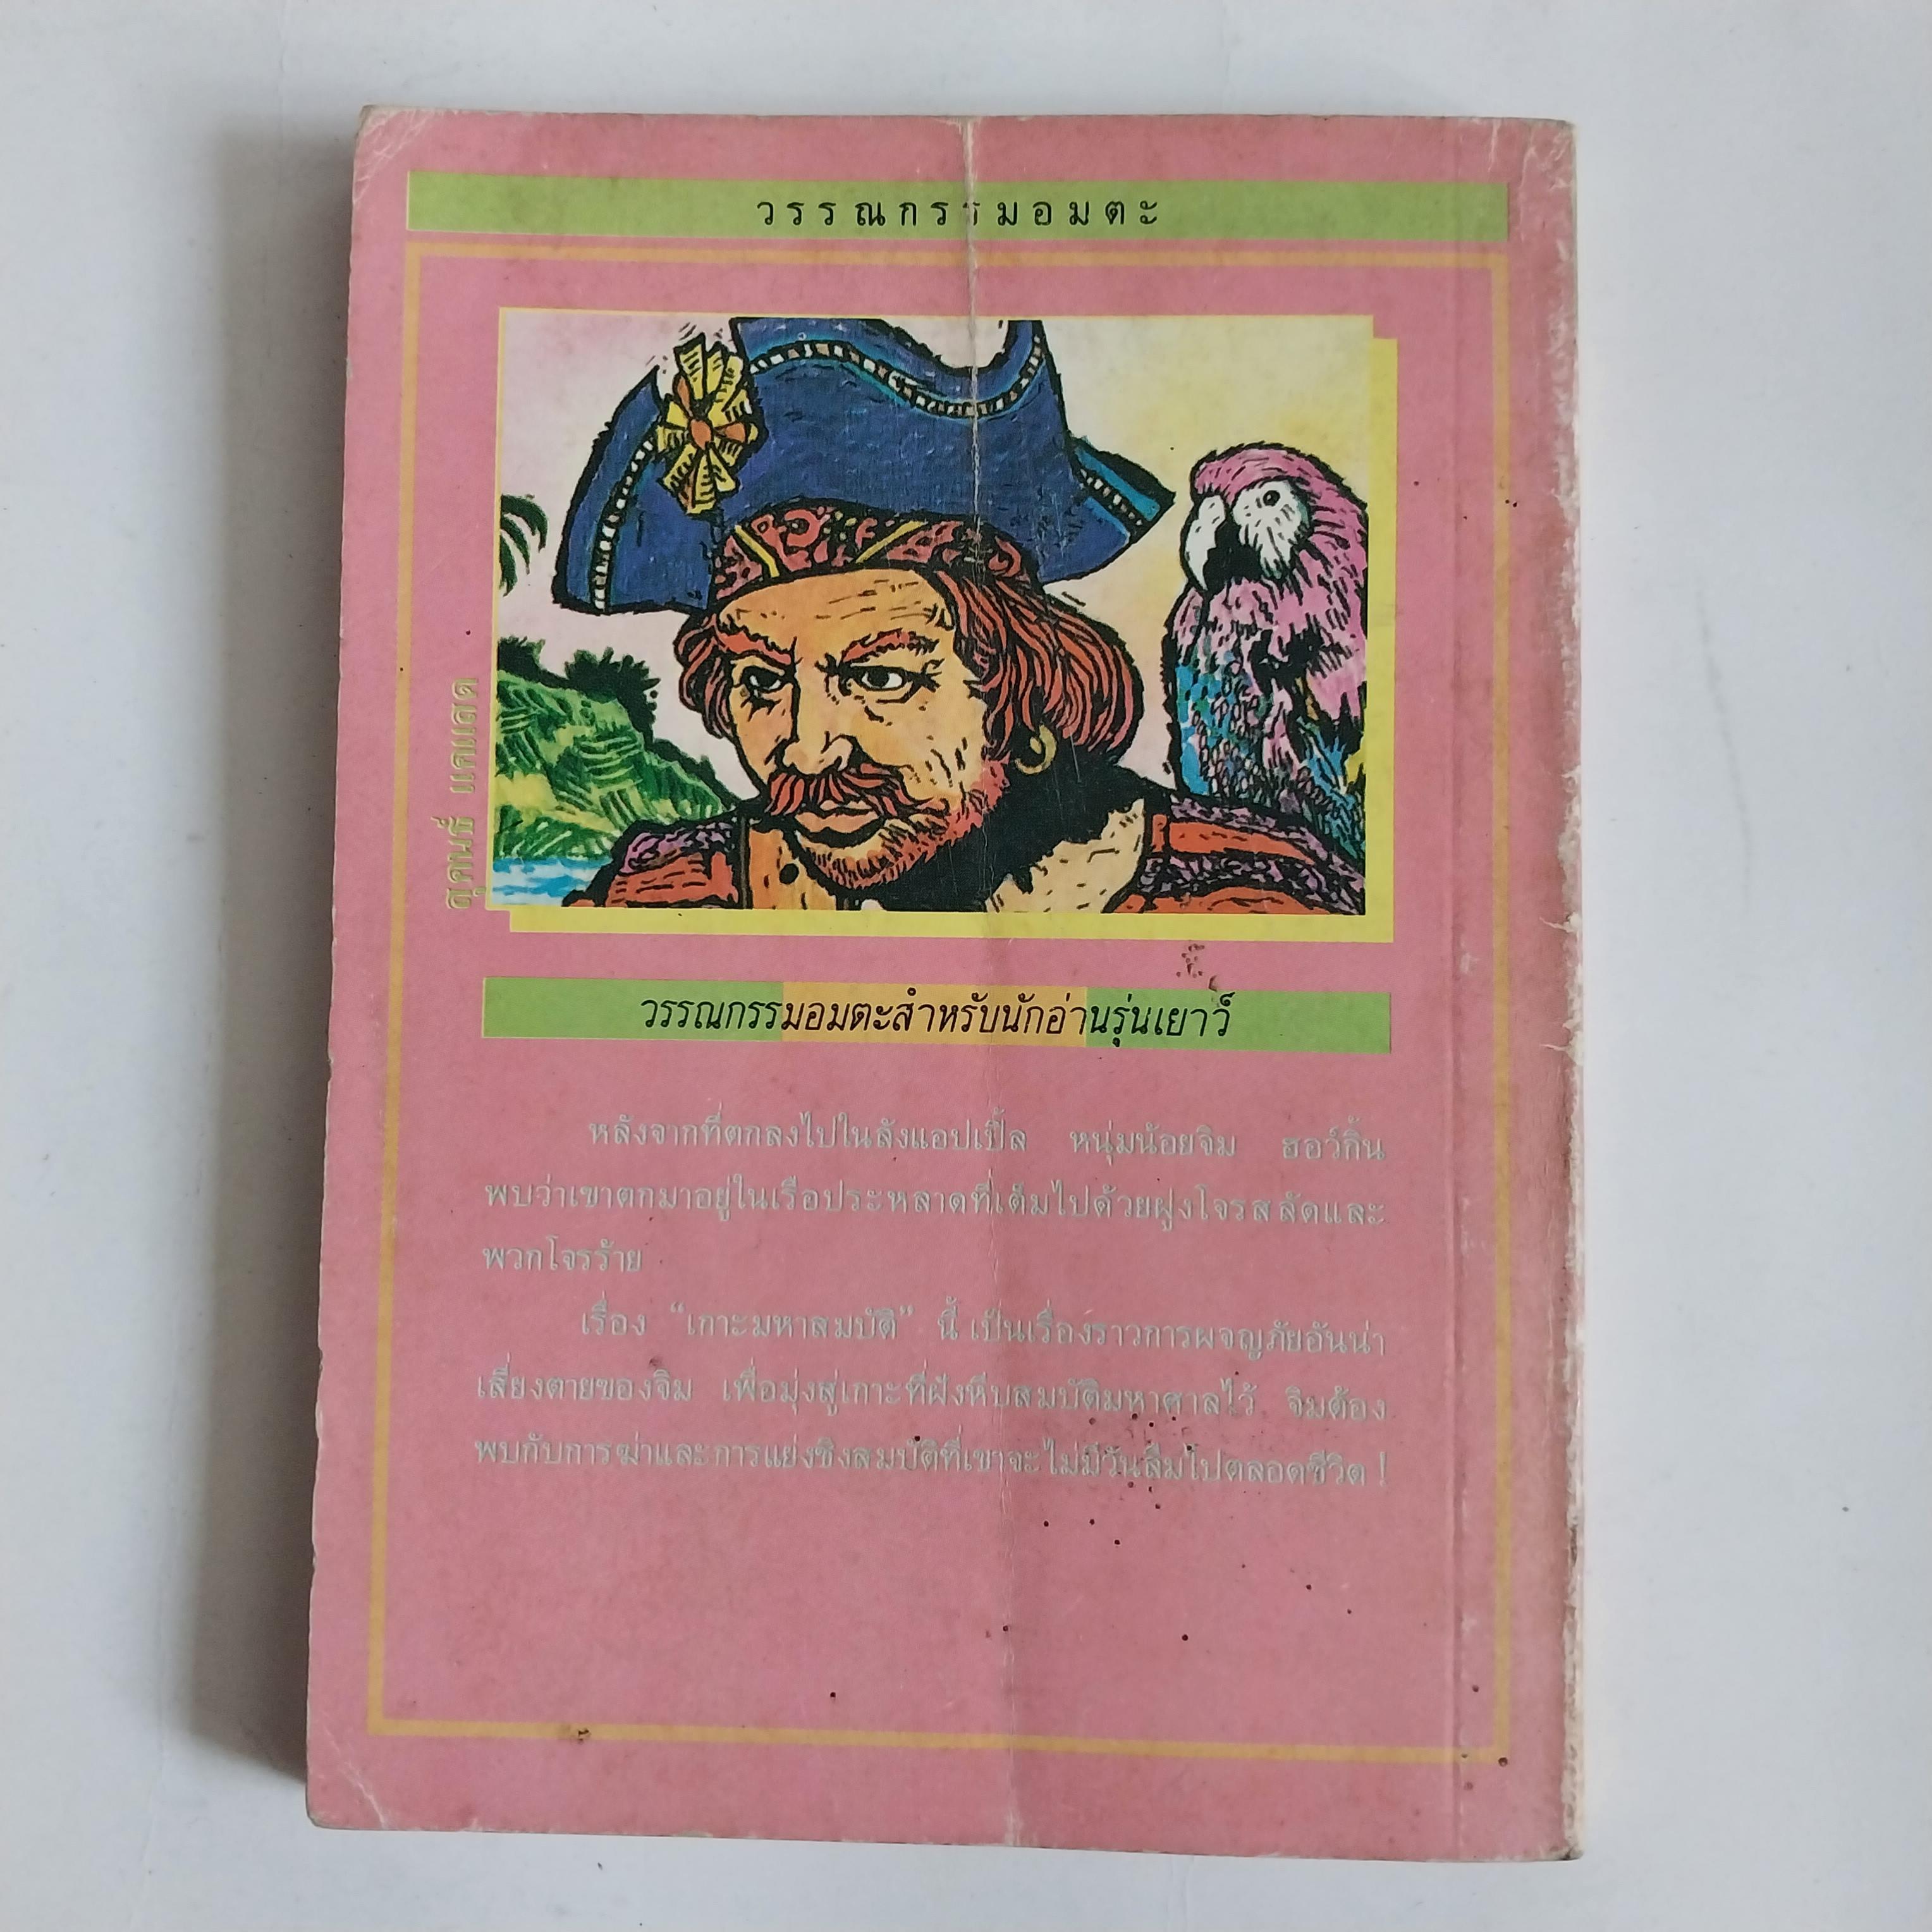 วรรณกรรมอมตะ
สุคนธ์ แคแสด
วรรณกรรมอมตะสำหรับนักอ่านรุ่นเยาว์
หลังจากที่ตกลงไปในลังแอปเปิ้ล หนุ่มน้อยจิม ฮอว์กิ้น
พบว่าเขาตกมาอยู่ในเรือประหลาดที่เต็มไปด้วยฝูงโจรสลัดและ
พวกโจรร้าย
เรื่อง "เกาะมหาสมบัติ" นี้ เป็นเรื่องราวการผจญภัยอันน่า
เสี่ยงตายของจิม เพื่อมุ่งสู่เกาะที่ฝังหีบสมบัติมหาศาลไว้ จิมต้อง
พบกับการฆ่าและการแย่งชิงสมบัติที่เขาจะไม่มีวันลืมไปตลอดชีวิต !